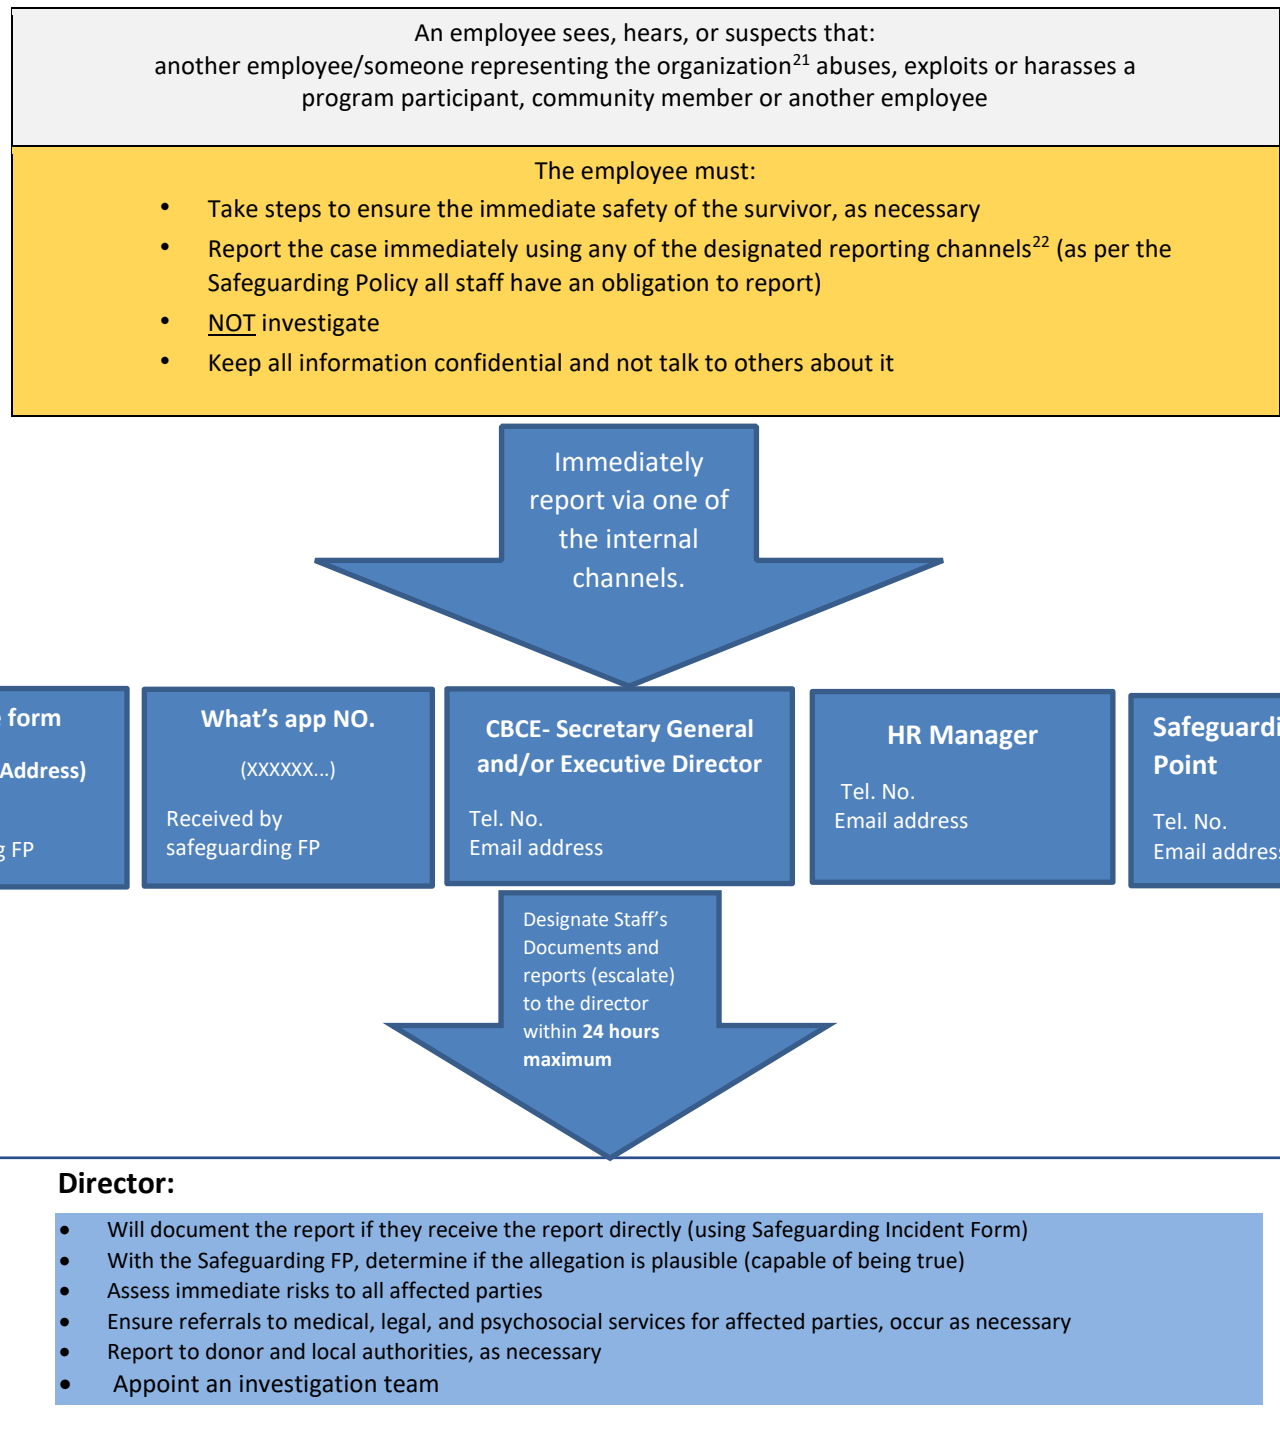 An employee sees, hears, or suspects that:
another employee/someone representing the organization21 abuses, exploits or harasses a
program participant, community member or another employee
The employee must:
• Take steps to ensure the immediate safety of the survivor, as necessary
• Report the case immediately using any of the designated reporting channels22 (as per the
Safeguarding Policy all staff have an obligation to report)
• NOT investigate
• Keep all information confidential and not talk to others about it
Immediately
report via one of
the internal
channels.
form
Address)
FP
What's app NO.
(XXXXXX...)
Received by
safeguarding FP
CBCE- Secretary General
and/or Executive Director
Tel. No.
Email address
HR Manager
Tel. No.
Email address
Point
Tel. No.
Email address
Designate Staff's
Documents and
reports (escalate)
to the director
within 24 hours
maximum
Director:
• Will document the report if they receive the report directly (using Safeguarding Incident Form)
• With the Safeguarding FP, determine if the allegation is plausible (capable of being true)
• Assess immediate risks to all affected parties
• Ensure referrals to medical, legal, and psychosocial services for affected parties, occur as necessary
• Report to donor and local authorities, as necessary
• Appoint an investigation team